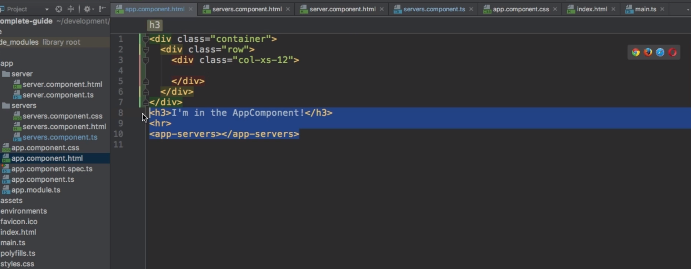 Project
app.component.html
servers.component.html
server.component.html
servers.component.ts
app.component.css
index.html
main.ts
omplete-guide ~/development/
h3
de_modules library root
app
server
server.component.html
server.component.ts
servers
servers.component.css
servers.component.html
servers.component.ts
app.component.css
app.component.html
app.component.spec.ts
app.component.ts
app.module.ts
assets
environments
favicon.ico
index.html
main.ts
polyfills.ts
styles.css
1 <div class="container">
2 <div class="row">
3 <div class="col-xs-12">
4
5 </div>
6 </div>
7 </div>
8 <h3>I'm in the AppComponent!</h3>
9 <hr>
10 <app-servers></app-servers>
11